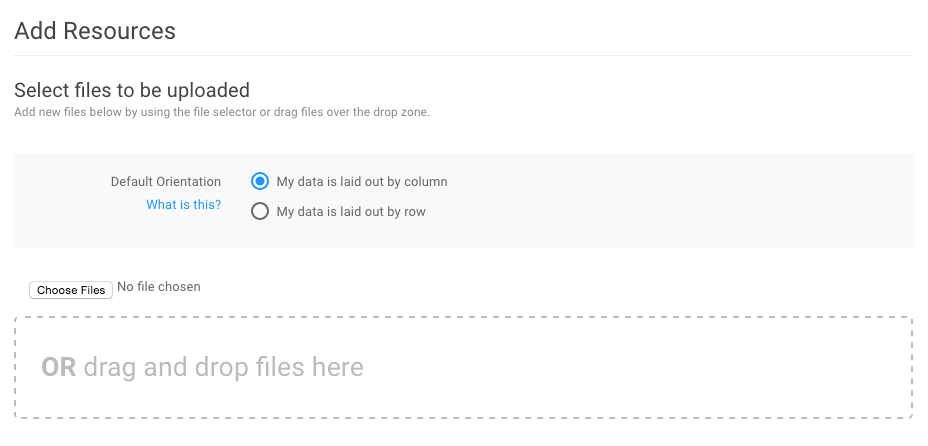 Add Resources
Select files to be uploaded
Add new files below by using the file selector or drag files over the drop zone.
Default Orientation
My data is laid out by column
What is this?
My data is laid out by row
Choose Files No file chosen
OR drag and drop files here